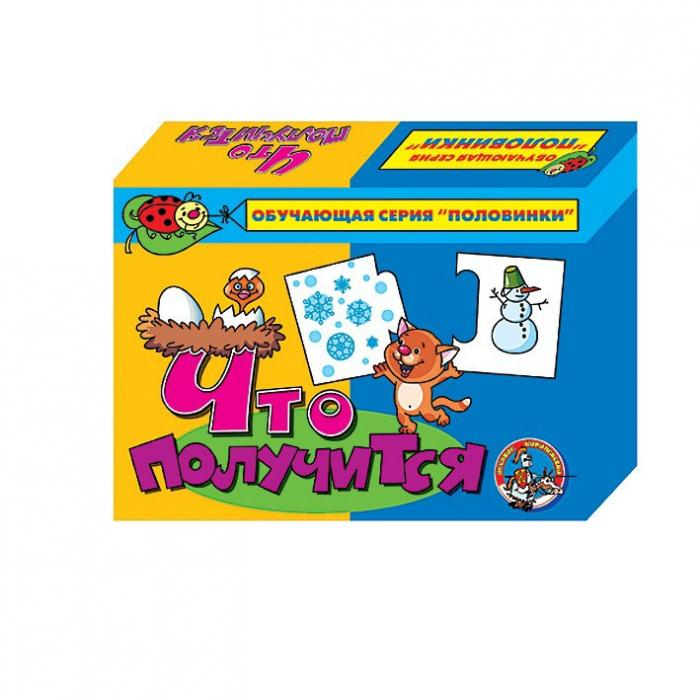 ЧТО
ПОЛУЧИТСЯ
ОБУЧАЮЩАЯ СЕРИЯ
"ПОЛОВИНКИ"
ОБУЧАЮЩАЯ СЕРИЯ "ПОЛОВИНКИ"
ЧТО
ПОЛУЧИТСЯ